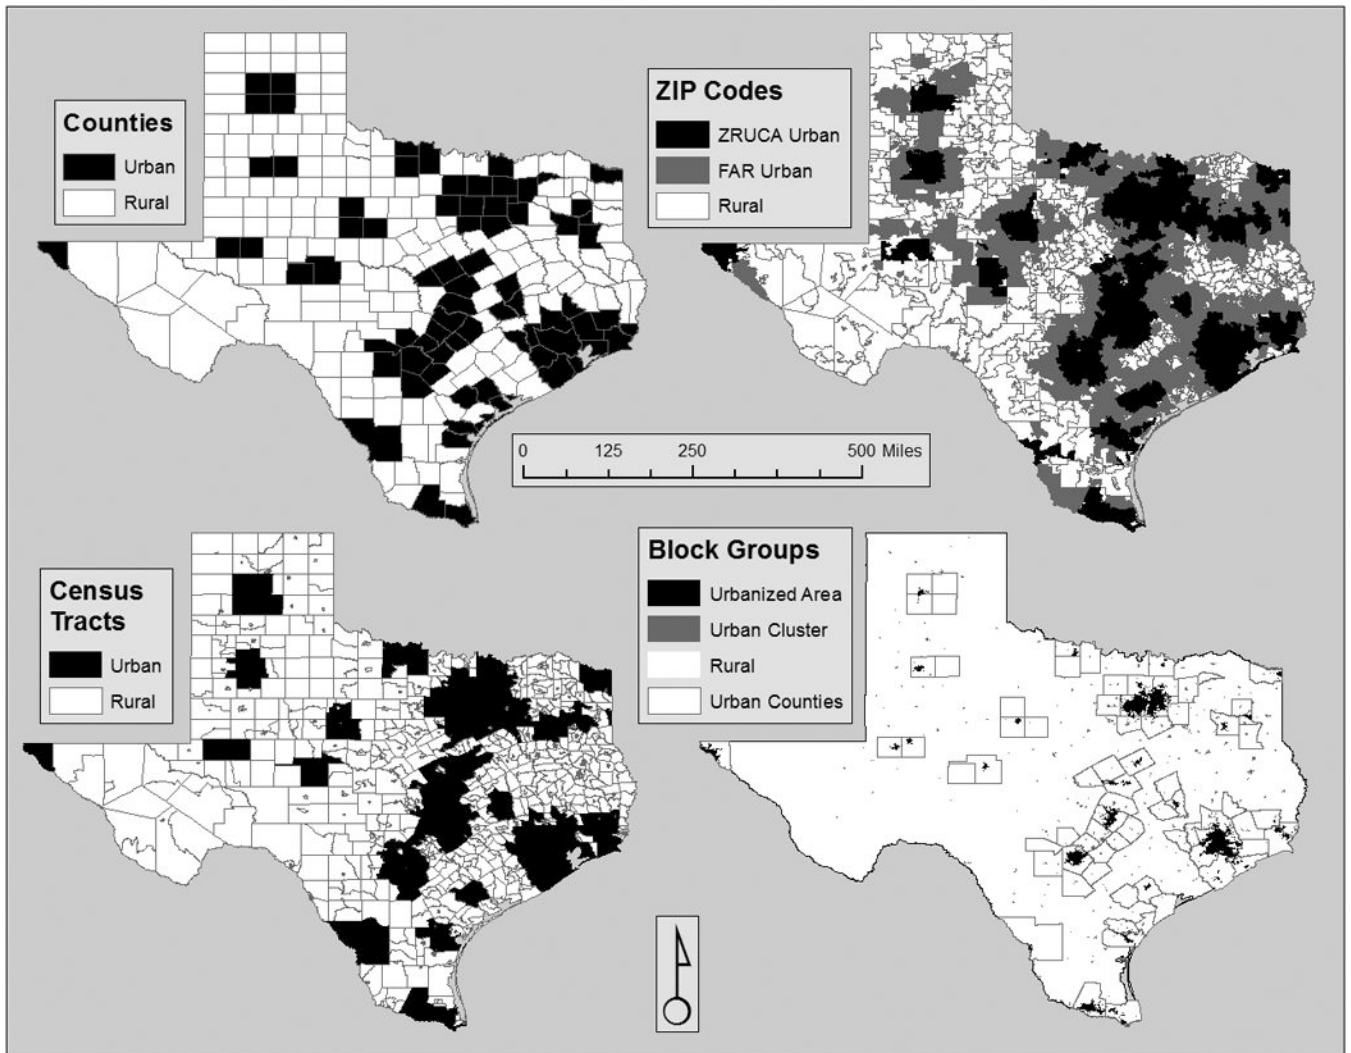 Counties
Urban
Rural
ZIP Codes
ZRUCA Urban
FAR Urban
Rural
0 125 250 500 Miles
Census
Tracts
Urban
Rural
Block Groups
Urbanized Area
Urban Cluster
Rural
Urban Counties